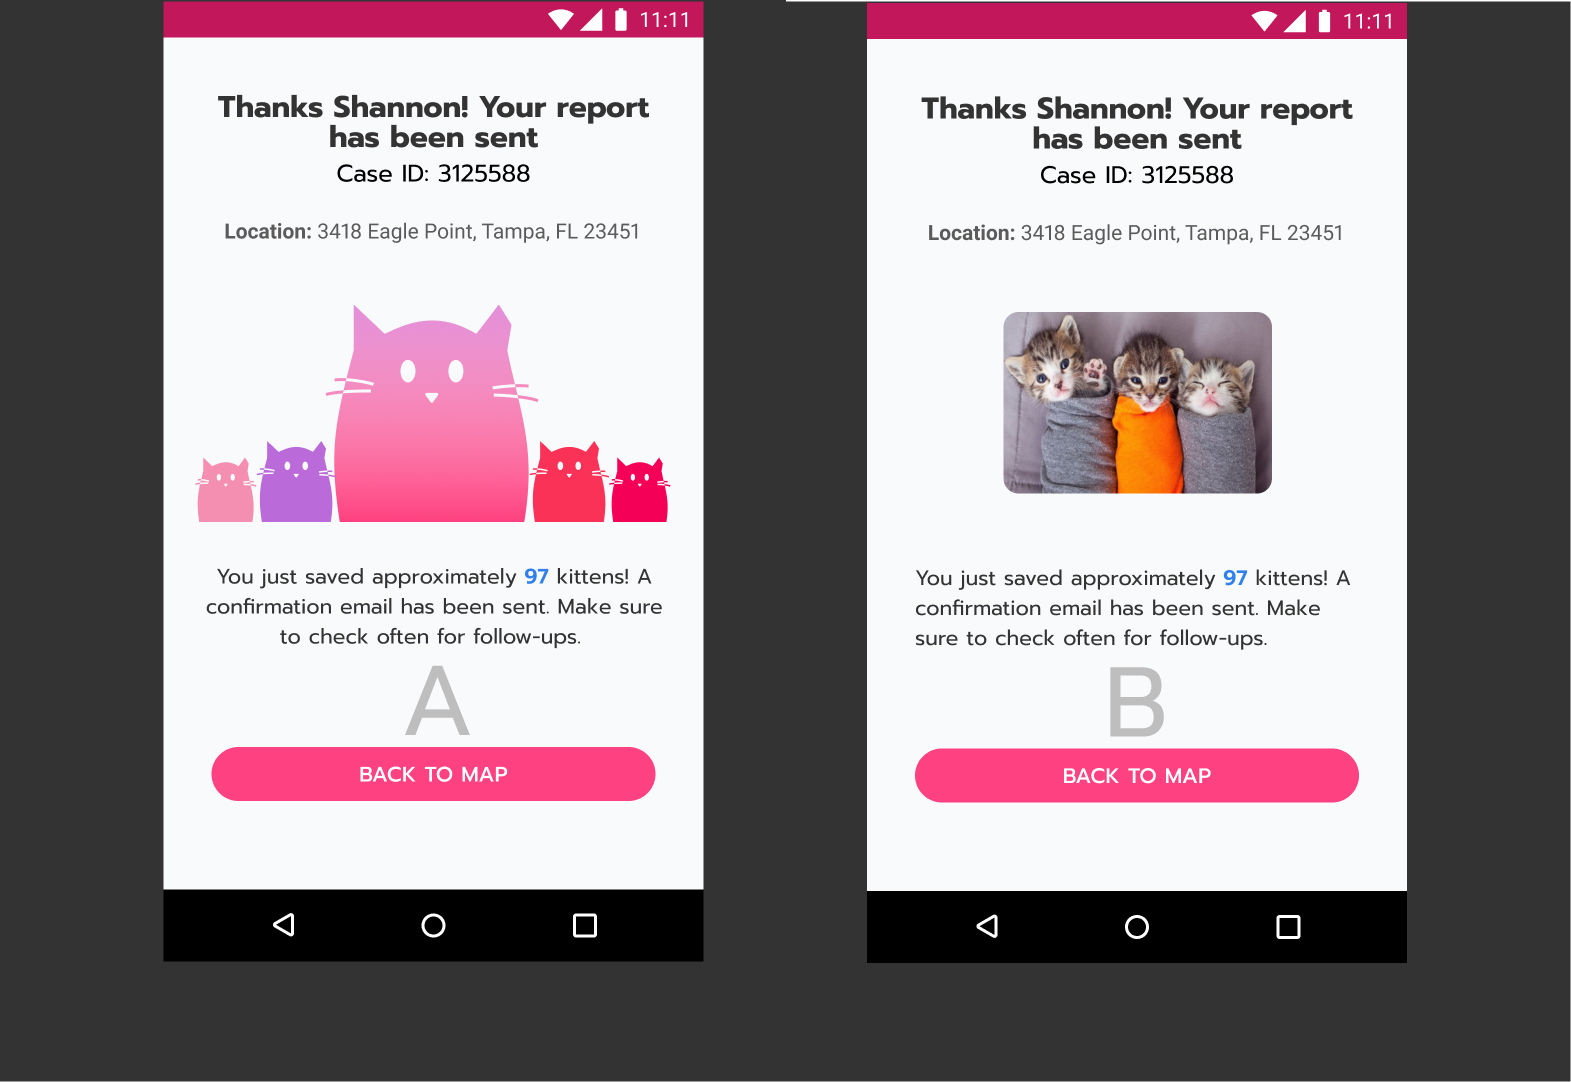 11:11
Thanks Shannon! Your report
has been sent
Case ID: 3125588
Location: 3418 Eagle Point, Tampa, FL 23451
You just saved approximately 97 kittens! A
confirmation email has been sent. Make sure
to check often for follow-ups.
A
BACK TO MAP
11:11
Thanks Shannon! Your report
has been sent
Case ID: 3125588
Location: 3418 Eagle Point, Tampa, FL 23451
You just saved approximately 97 kittens! A
confirmation email has been sent. Make
sure to check often for follow-ups.
B
BACK TO MAP